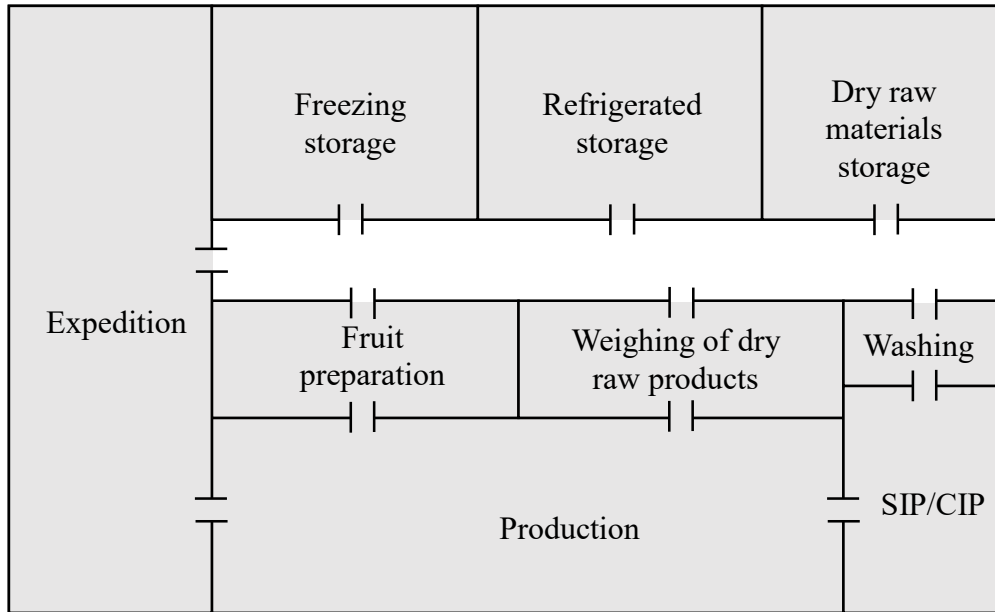 Freezing
storage
Refrigerated
storage
Dry raw
materials
storage
Expedition
Fruit
preparation
Weighing of dry
raw products
Washing
Production
SIP/CIP